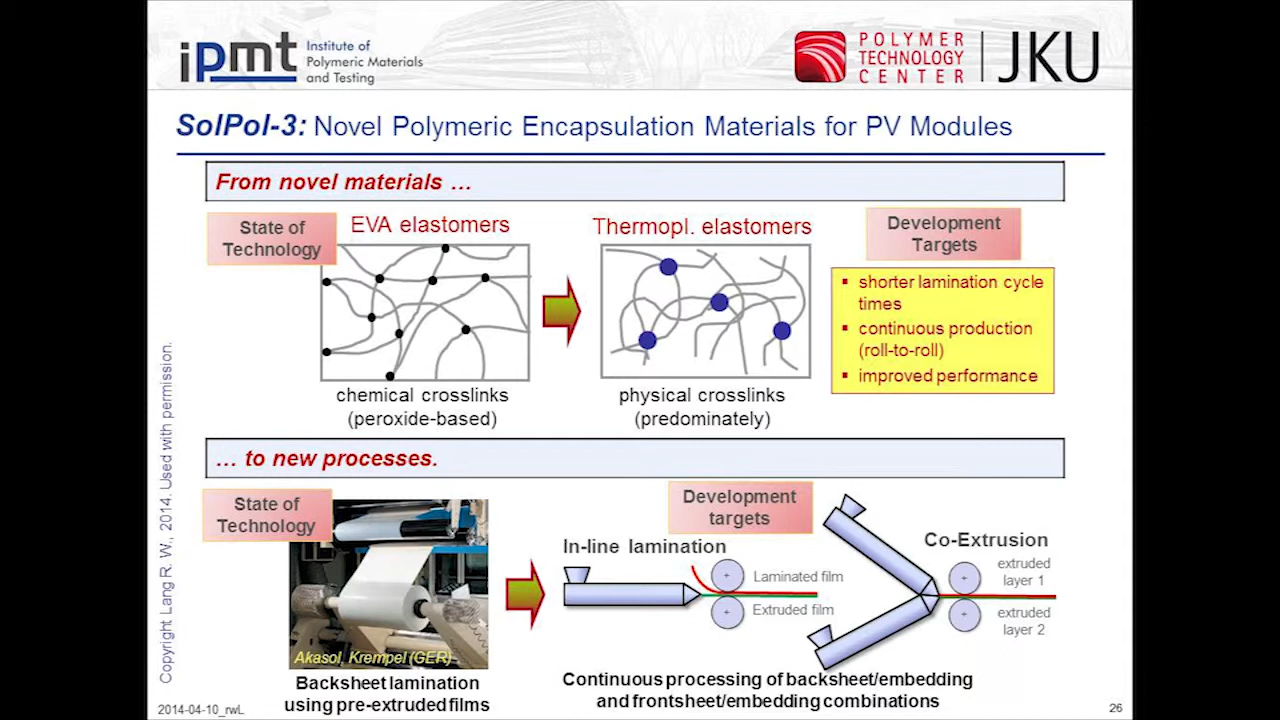 ipmt
Institute of
Polymeric Materials
and Testing
POLYMER
TECHNOLOGY
CENTER
JKU
SolPol-3: Novel Polymeric Encapsulation Materials for PV Modules
From novel materials …
State of
Technology
EVA elastomers
chemical crosslinks
(peroxide-based)
Thermopl. elastomers
physical crosslinks
(predominately)
Development
Targets
shorter lamination cycle
times
continuous production
(roll-to-roll)
improved performance
… to new processes.
State of
Technology
Akasol, Krempel (GER)
Backsheet lamination
using pre-extruded films
Development
targets
In-line lamination
Laminated film
Extruded film
Co-Extrusion
extruded
layer 1
extruded
layer 2
Continuous processing of backsheet/embedding
and frontsheet/embedding combinations
Copyright Lang R. W., 2014. Used with permission.
2014-04-10_rwL
26